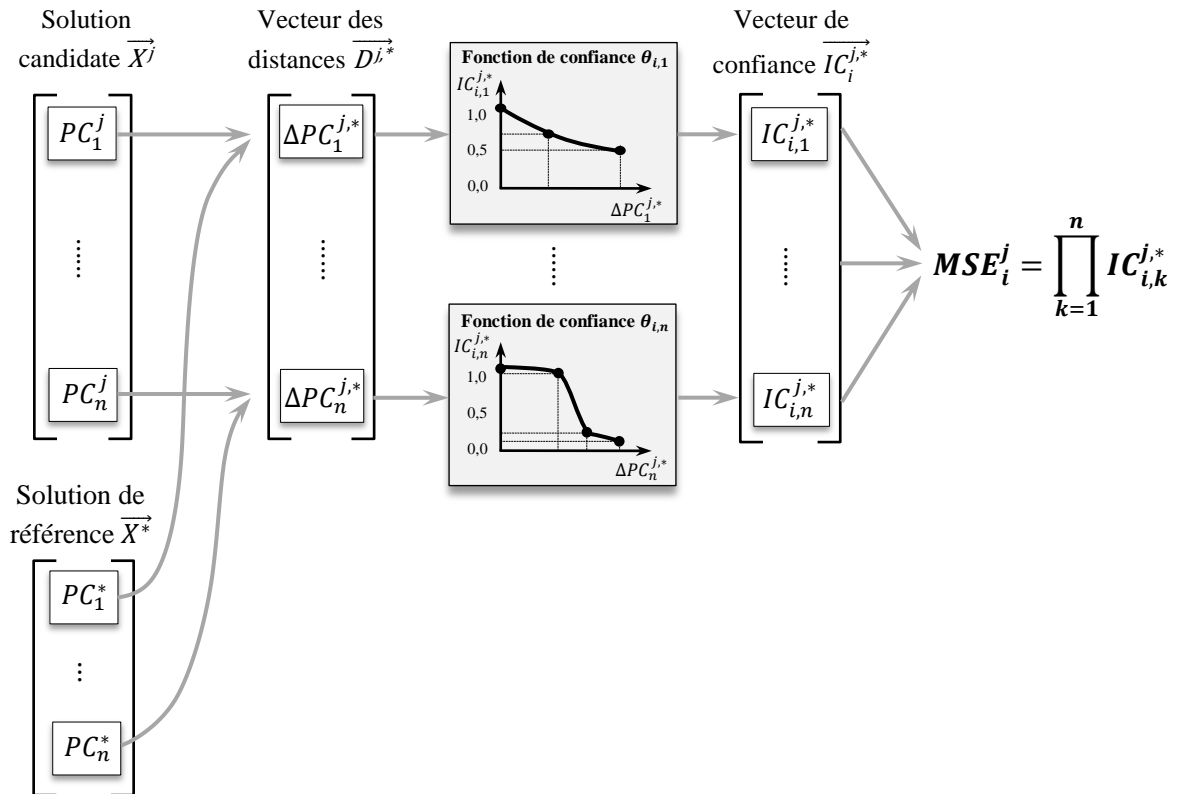 Solution
candidate $\overrightarrow{X^j}$
$PC_1^j$
......
$PC_n^j$
Solution de
référence $\overrightarrow{X^*}$
$PC_1^*$
...
$PC_n^*$
Vecteur des
distances $\overrightarrow{D^{j,*}}$
$\Delta PC_1^{j,*}$
......
$\Delta PC_n^{j,*}$
Fonction de confiance $\theta_{i,1}$
$IC_{i,1}^{j,*}$
1,0
0,5
0,0
$\Delta PC_1^{j,*}$
......
Fonction de confiance $\theta_{i,n}$
$IC_{i,n}^{j,*}$
1,0
0,5
0,0
$\Delta PC_n^{j,*}$
Vecteur de
confiance $\overrightarrow{IC_i^{j,*}}$
$IC_{i,1}^{j,*}$
......
$IC_{i,n}^{j,*}$
$MSE_i^j = \prod_{k=1}^{n} IC_{i,k}^{j,*}$